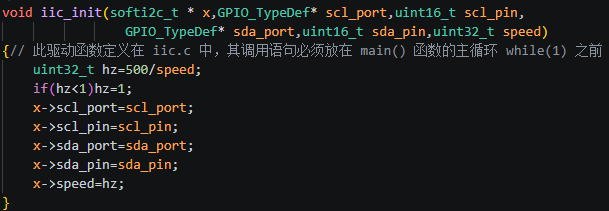 void iic_init(softi2c_t * x,GPIO_TypeDef* scl_port,uint16_t scl_pin,
GPIO_TypeDef* sda_port,uint16_t sda_pin,uint32_t speed)
{// 此驱动函数定义在 iic.c 中，其调用语句必须放在 main() 函数的主循环 while(1) 之前
uint32_t hz=500/speed;
if(hz<1)hz=1;
x->scl_port=scl_port;
x->scl_pin=scl_pin;
x->sda_port=sda_port;
x->sda_pin=sda_pin;
x->speed=hz;
}